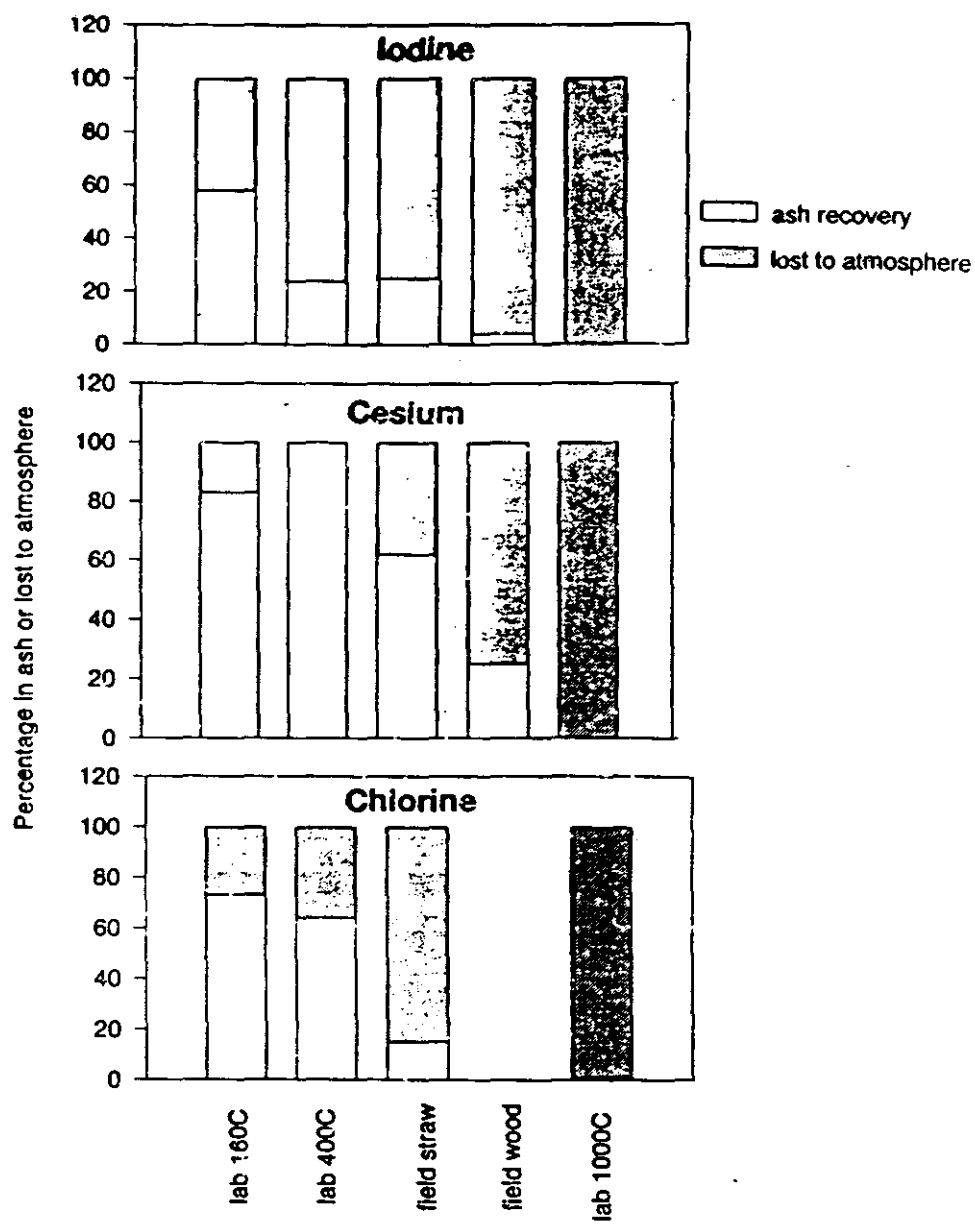 Iodine
120
100
80
60
40
20
0
ash recovery
lost to atmosphere
Percentage in ash or lost to atmosphere
Cesium
120
100
80
60
40
20
0
Chlorine
120
100
80
60
40
20
0
lab 160C
lab 400C
field straw
field wood
lab 1000C